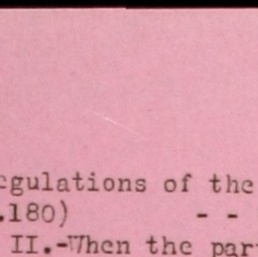 egulations of the
.180) - -
II.-When the par